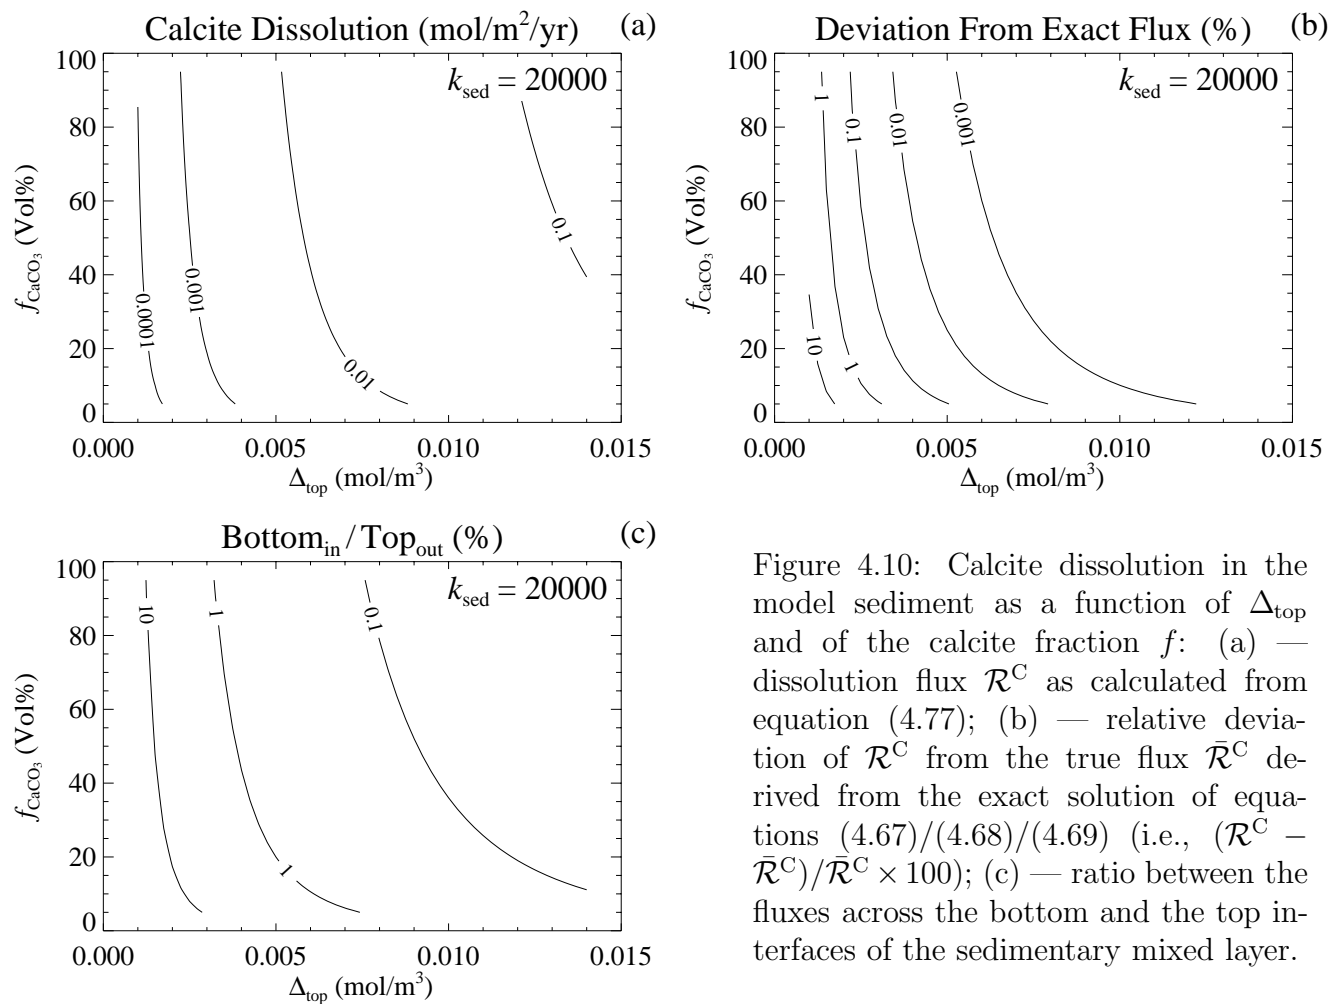 Calcite Dissolution (mol/m²/yr) (a)
k_sed = 20000
100
80
60
40
20
0
f_CaCO₃ (Vol%)
0.0001
0.001
0.01
0.1
0.000 0.005 0.010 0.015
Δ_top (mol/m³)
Deviation From Exact Flux (%) (b)
k_sed = 20000
100
80
60
40
20
0
f_CaCO₃ (Vol%)
10
1
1
0.1
0.01
0.001
0.000 0.005 0.010 0.015
Δ_top (mol/m³)
Bottom_in / Top_out (%) (c)
k_sed = 20000
100
80
60
40
20
0
f_CaCO₃ (Vol%)
10
1
1
0.1
0.000 0.005 0.010 0.015
Δ_top (mol/m³)
Figure 4.10: Calcite dissolution in the
model sediment as a function of Δ_top
and of the calcite fraction f: (a) —
dissolution flux ℛ^C as calculated from
equation (4.77); (b) — relative devia-
tion of ℛ^C from the true flux ℛ̄^C de-
rived from the exact solution of equa-
tions (4.67)/(4.68)/(4.69) (i.e., (ℛ^C −
ℛ̄^C)/ℛ̄^C × 100); (c) — ratio between the
fluxes across the bottom and the top in-
terfaces of the sedimentary mixed layer.